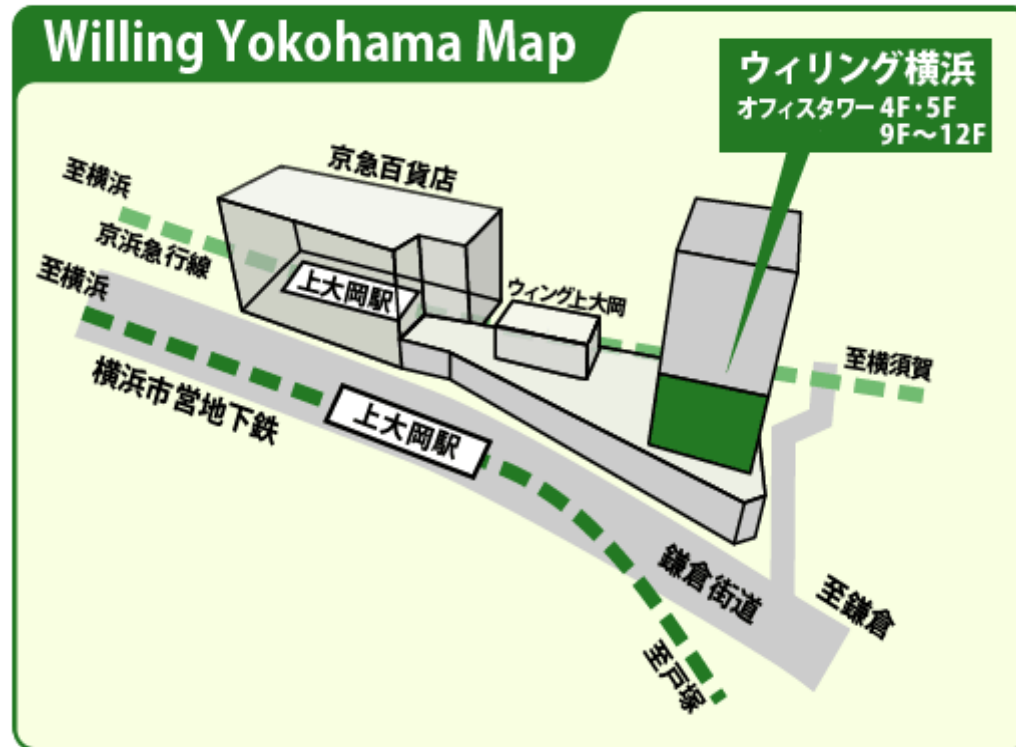 Willing Yokohama Map
ウィリング横浜
オフィスタワー 4F・5F
9F～12F
京急百貨店
至横浜
京浜急行線
至横浜
上大岡駅
ウィング上大岡
至横須賀
横浜市営地下鉄
上大岡駅
鎌倉街道
至鎌倉
至戸塚